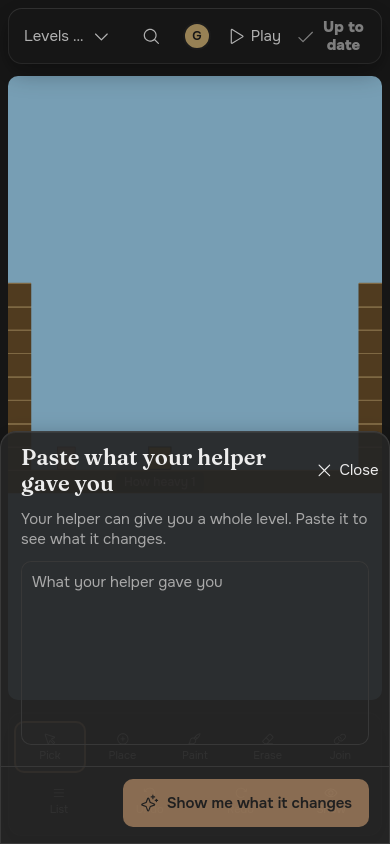 Levels ...
G
Play
Up to
date
Paste what your helper
gave you
Close
Your helper can give you a whole level. Paste it to
see what it changes.
What your helper gave you
Pick
Place
Paint
Erase
Join
List
Show me what it changes